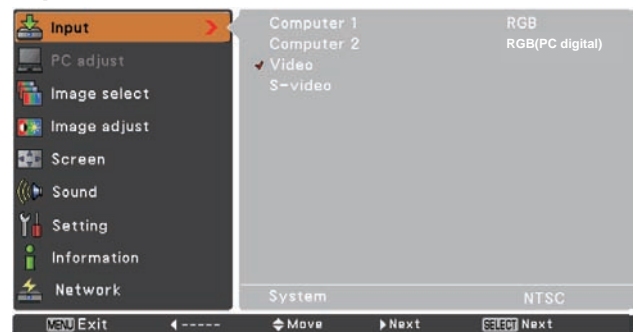 Input
PC adjust
Image select
Image adjust
Screen
Sound
Setting
Information
Network
Computer 1 RGB
Computer 2 RGB(PC digital)
Video
S-video
System NTSC
MENU Exit ◀ ----- Move ▶ Next SELECT Next